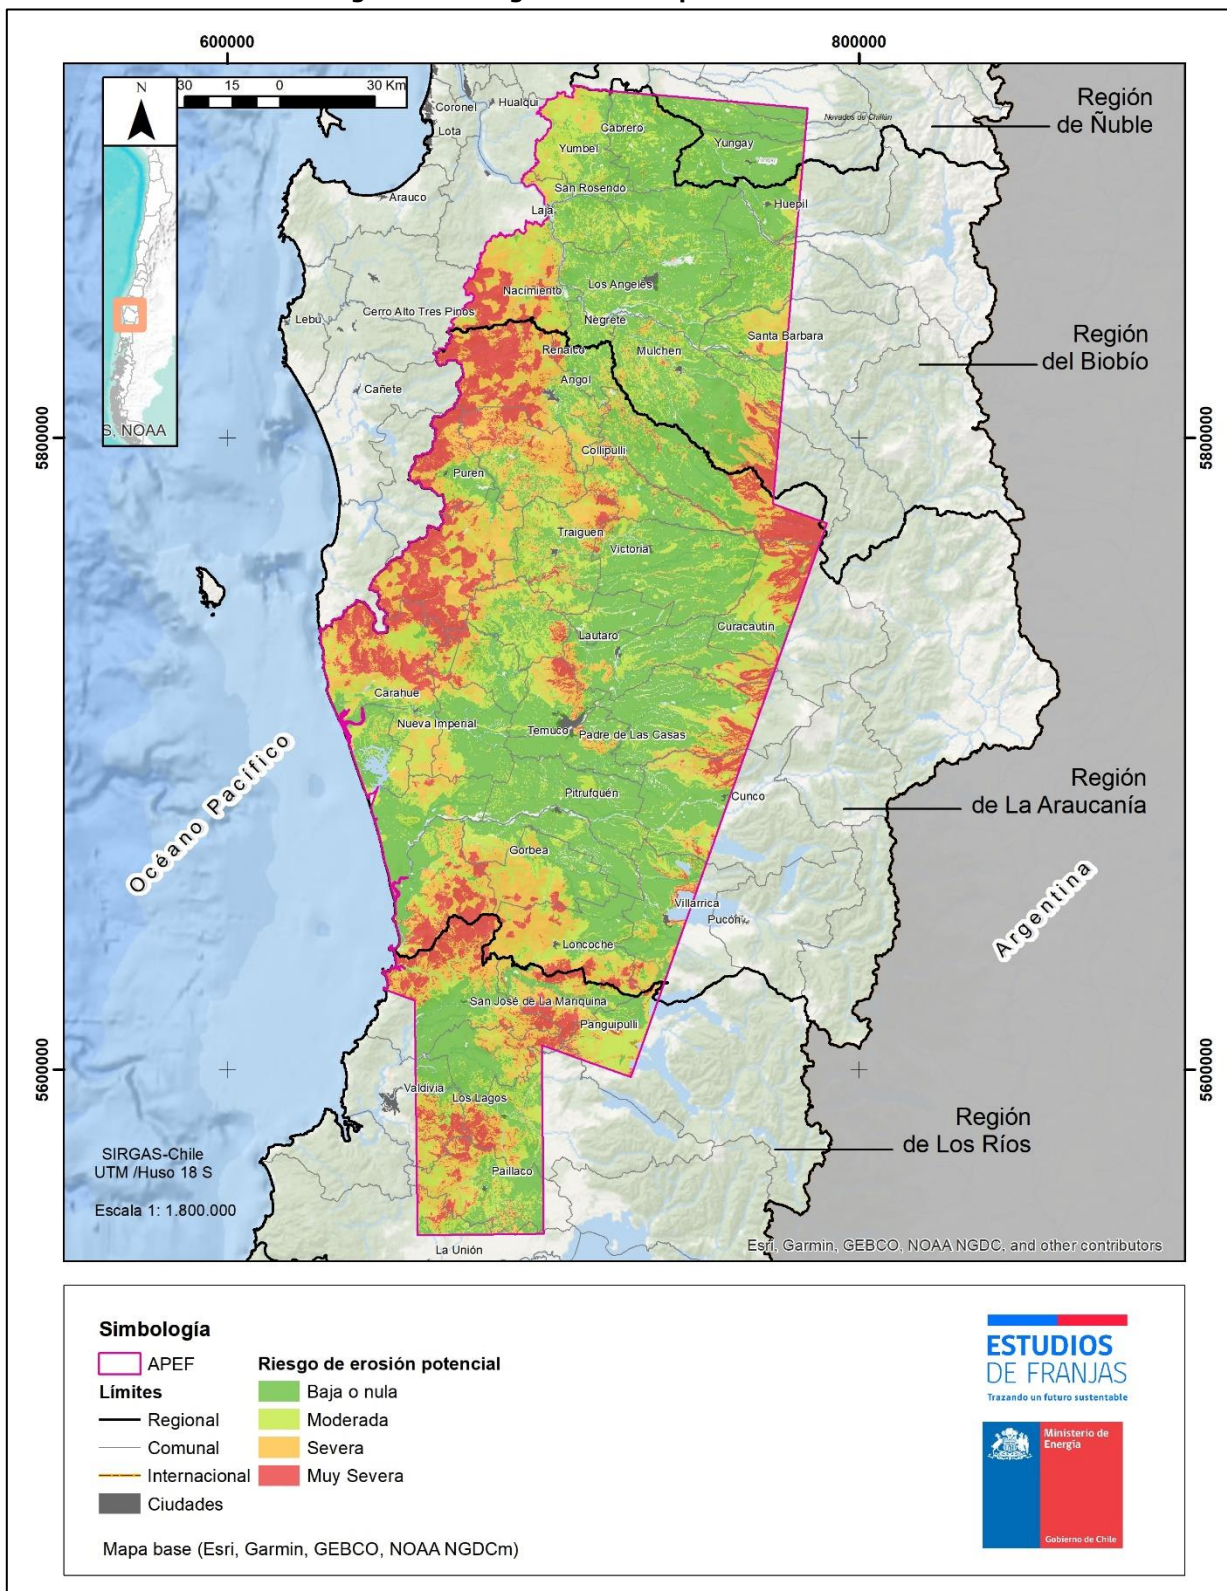 600000
800000
N
30 15 0 30 Km
Coronel
Hualqui
Lota
Cabrero
Yumbel
Yungay
Nevados de Chillán
Región
de Ñuble
San Rosendo
Arauco
Laja
Huepil
Nacimiento
Los Angeles
Cerro Alto Tres Pinos
Lebu
Negrete
Santa Barbara
Renaico
Mulchen
Región
del Biobío
Angol
Cañete
S, NOAA
5800000
5800000
Collipulli
Puren
Traiguen
Victoria
Curacautin
Lautaro
Carahue
Nueva Imperial
Temuco
Padre de Las Casas
Océano Pacífico
Pitrufquén
Cunco
Región
de La Araucanía
Gorbea
Villarrica
Pucón
Argentina
Loncoche
San José de La Mariquina
Panguipulli
5600000
5600000
Valdivia
Los Lagos
Región
de Los Ríos
SIRGAS-Chile
UTM /Huso 18 S
Paillaco
Escala 1: 1.800.000
La Unión
Esri, Garmin, GEBCO, NOAA NGDC, and other contributors
Simbología
APEF
Límites
Regional
Comunal
Internacional
Ciudades
Riesgo de erosión potencial
Baja o nula
Moderada
Severa
Muy Severa
Mapa base (Esri, Garmin, GEBCO, NOAA NGDCm)
ESTUDIOS
DE FRANJAS
Trazando un futuro sustentable
Ministerio de
Energía
Gobierno de Chile